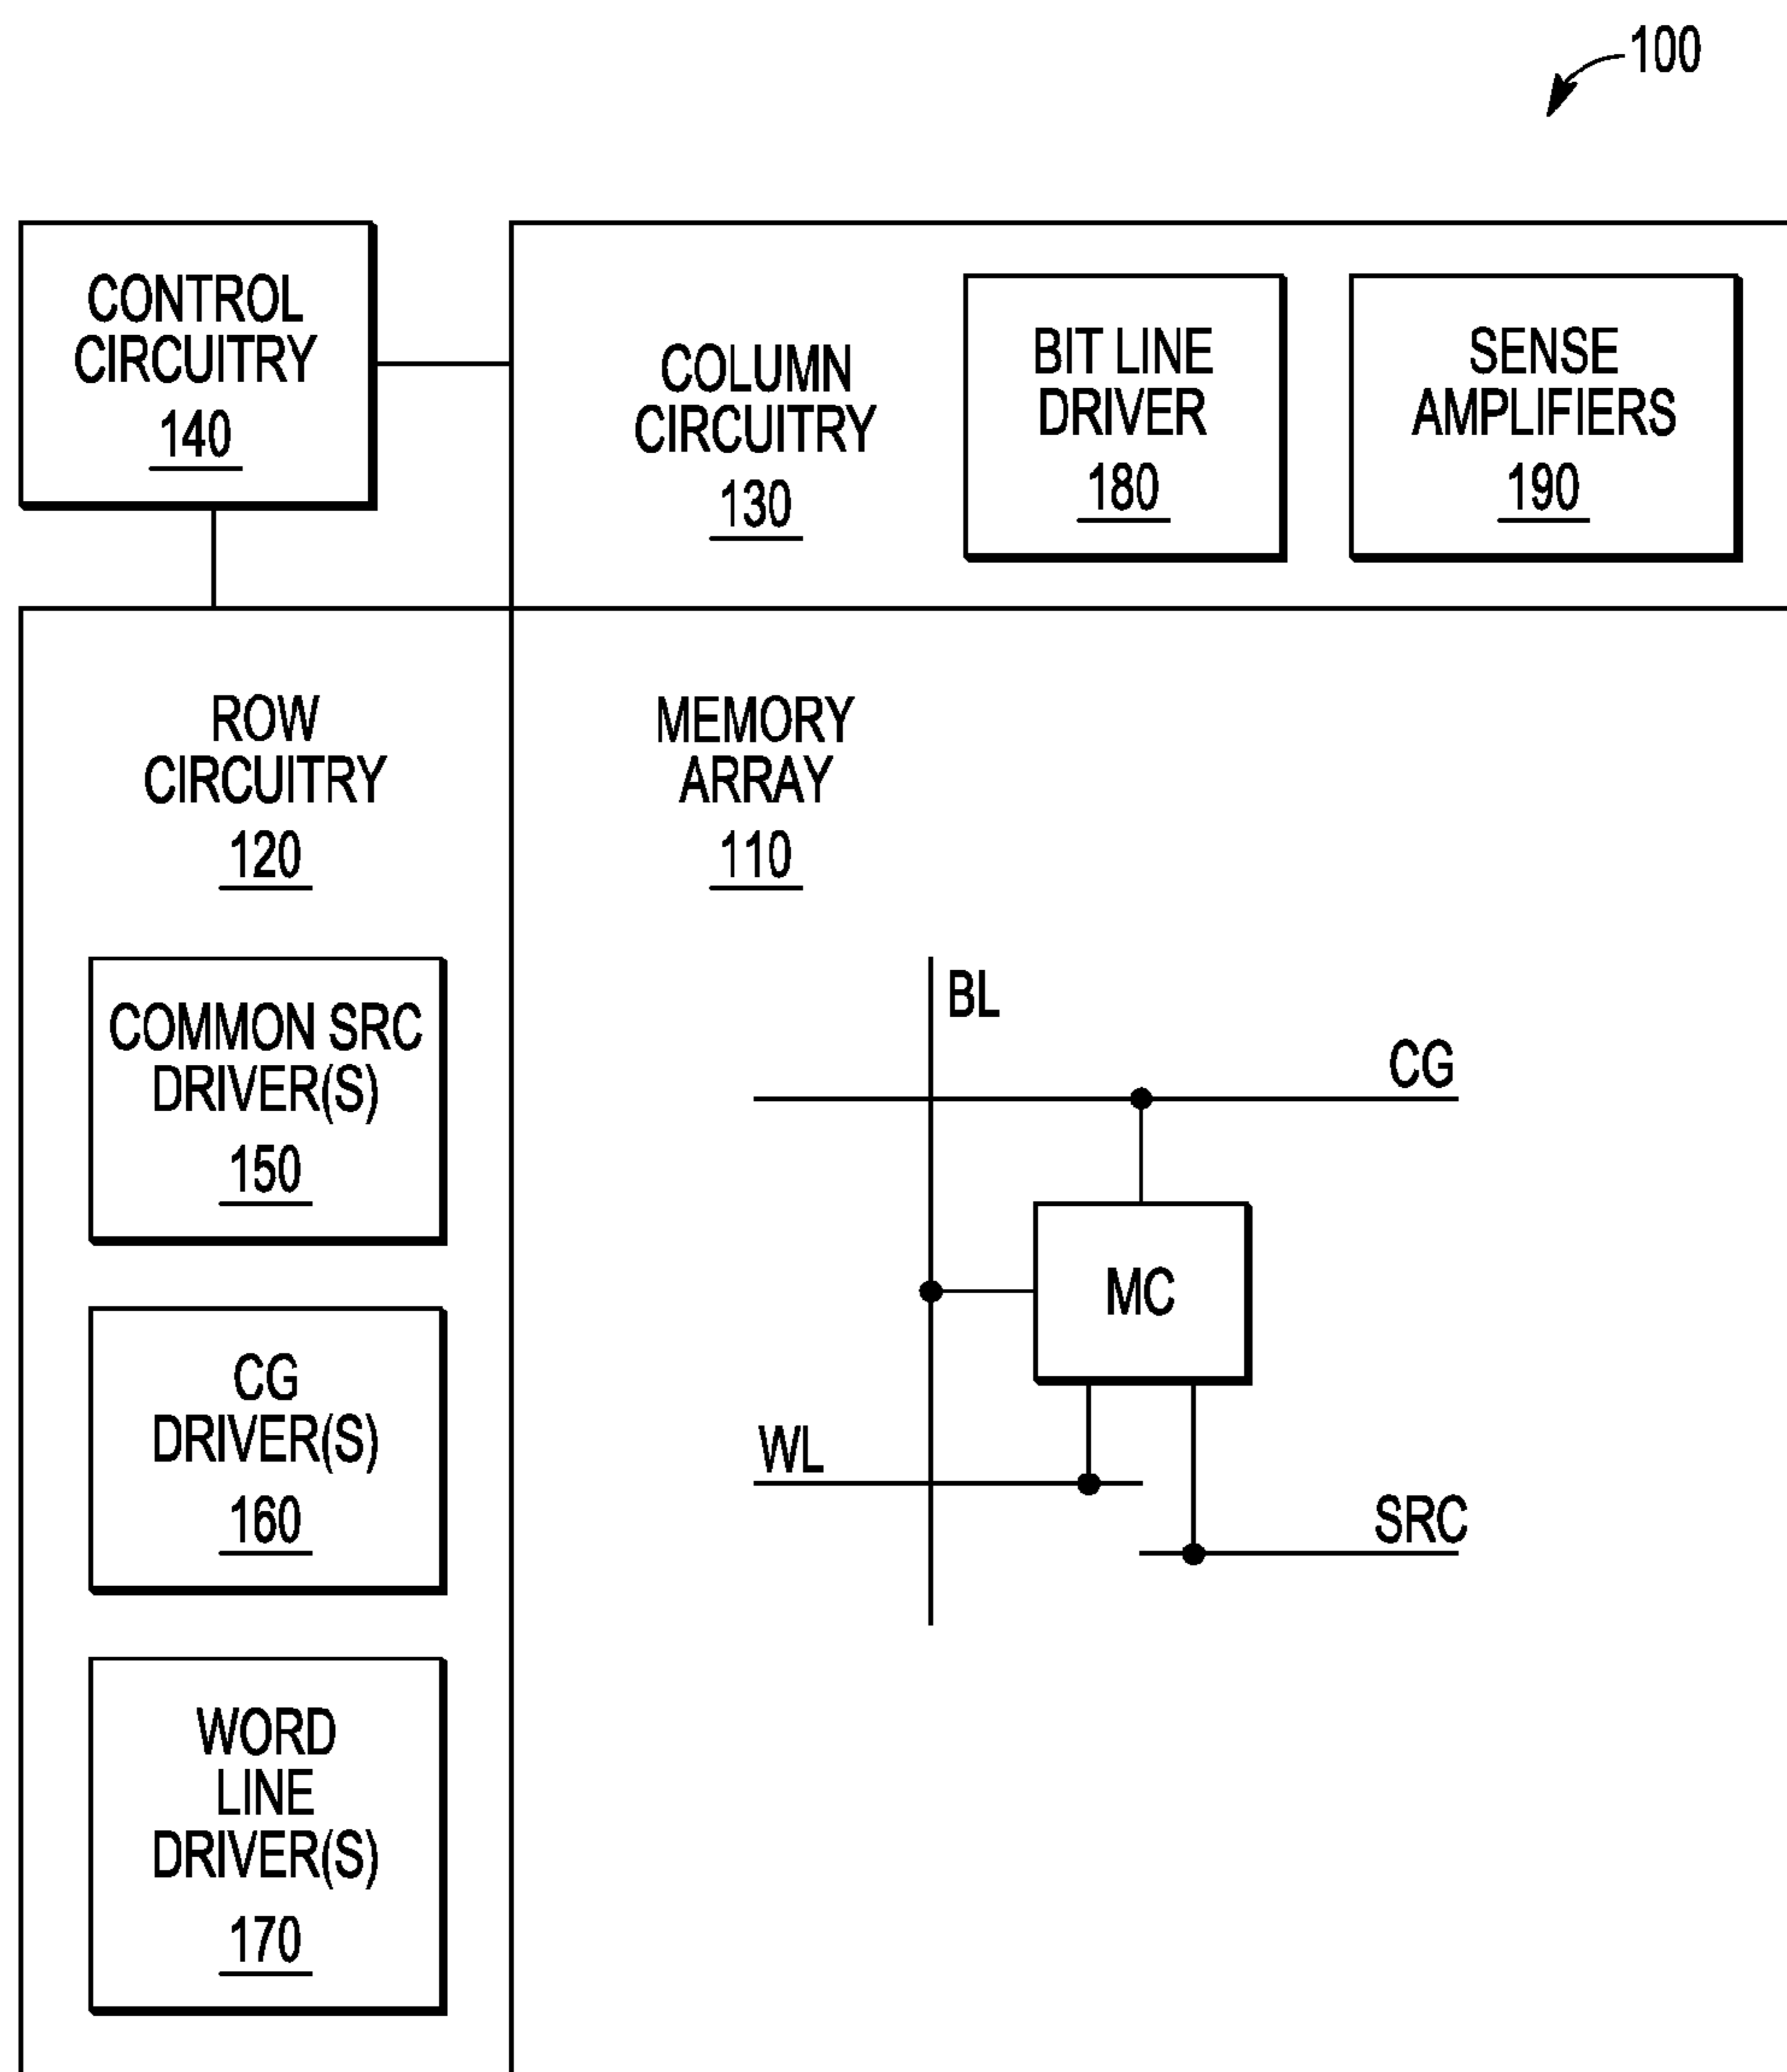 100
CONTROL
CIRCUITRY
140
COLUMN
CIRCUITRY
130
BIT LINE
DRIVER
180
SENSE
AMPLIFIERS
190
ROW
CIRCUITRY
120
COMMON SRC
DRIVER(S)
150
CG
DRIVER(S)
160
WORD
LINE
DRIVER(S)
170
MEMORY
ARRAY
110
BL
CG
MC
WL
SRC